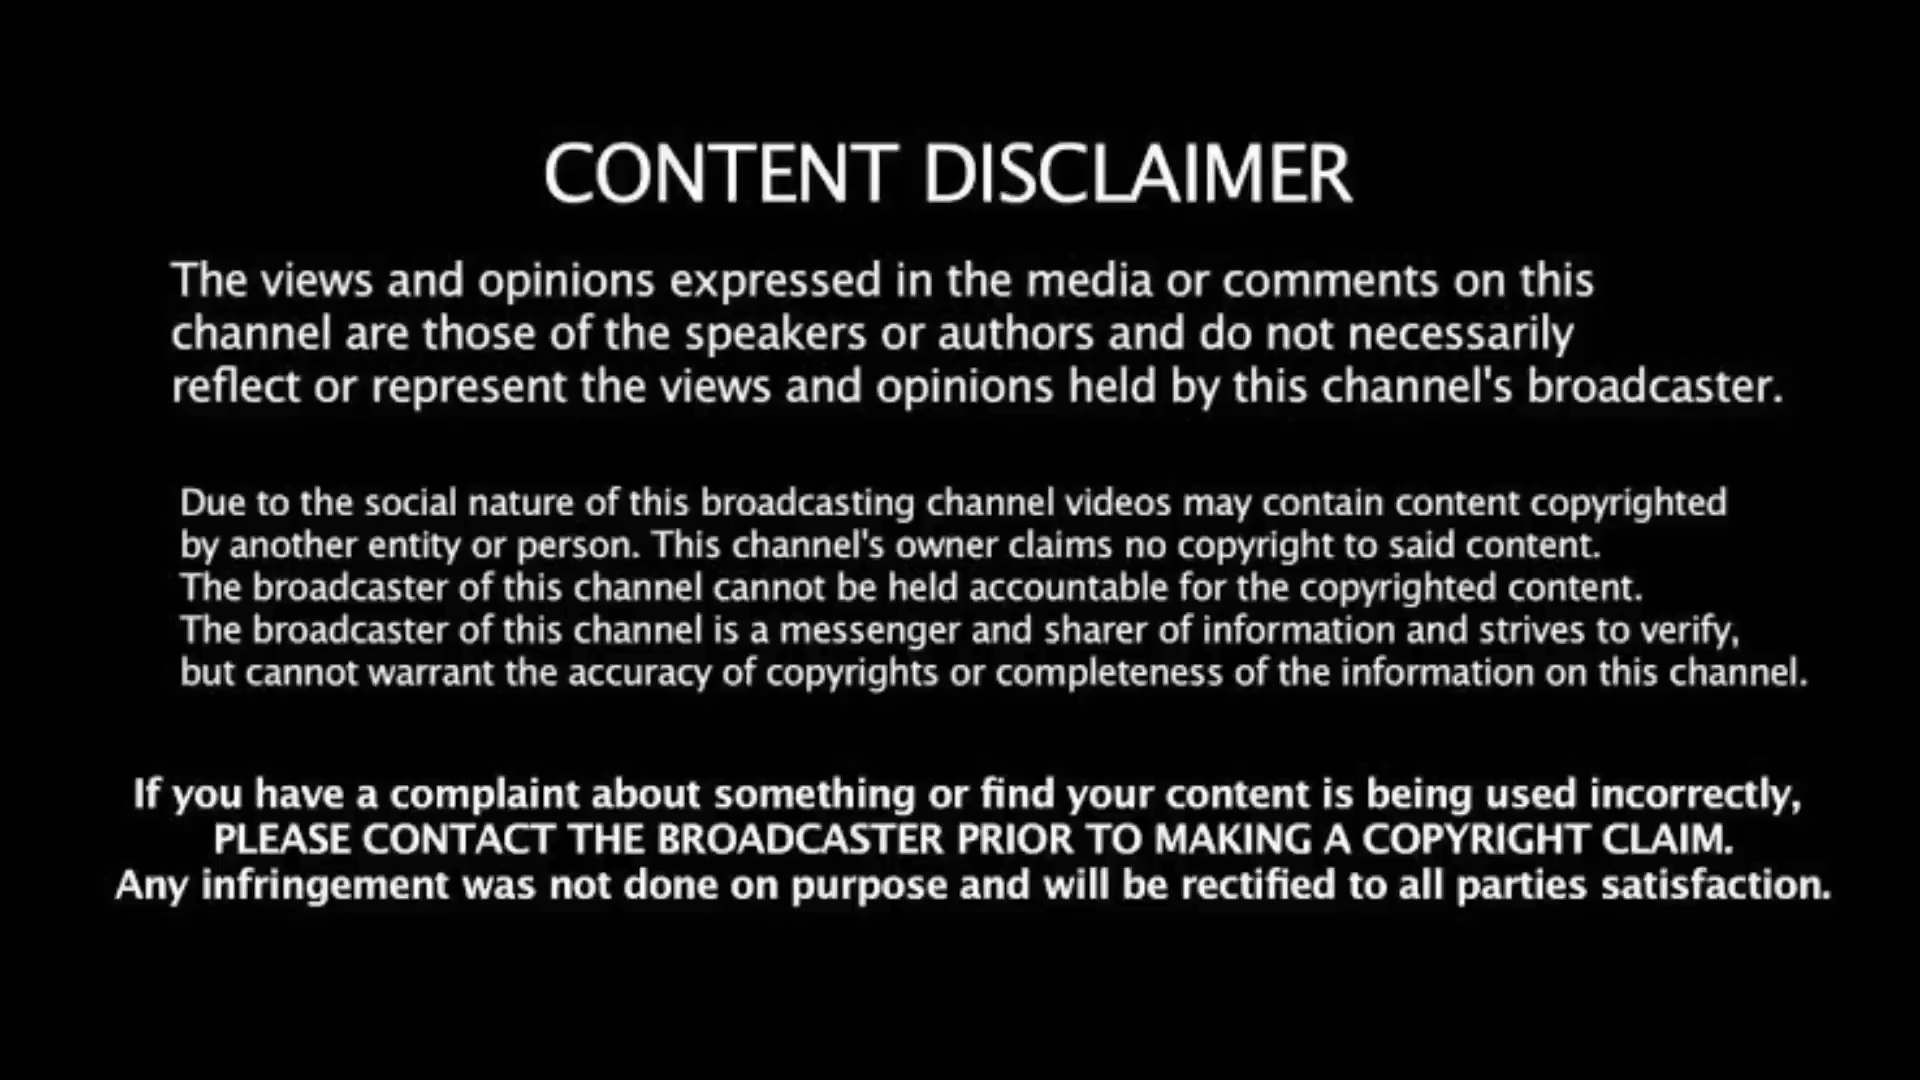 CONTENT DISCLAIMER
The views and opinions expressed in the media or comments on this
channel are those of the speakers or authors and do not necessarily
reflect or represent the views and opinions held by this channel's broadcaster.
Due to the social nature of this broadcasting channel videos may contain content copyrighted
by another entity or person. This channel's owner claims no copyright to said content.
The broadcaster of this channel cannot be held accountable for the copyrighted content.
The broadcaster of this channel is a messenger and sharer of information and strives to verify,
but cannot warrant the accuracy of copyrights or completeness of the information on this channel.
If you have a complaint about something or find your content is being used incorrectly,
PLEASE CONTACT THE BROADCASTER PRIOR TO MAKING A COPYRIGHT CLAIM.
Any infringement was not done on purpose and will be rectified to all parties satisfaction.